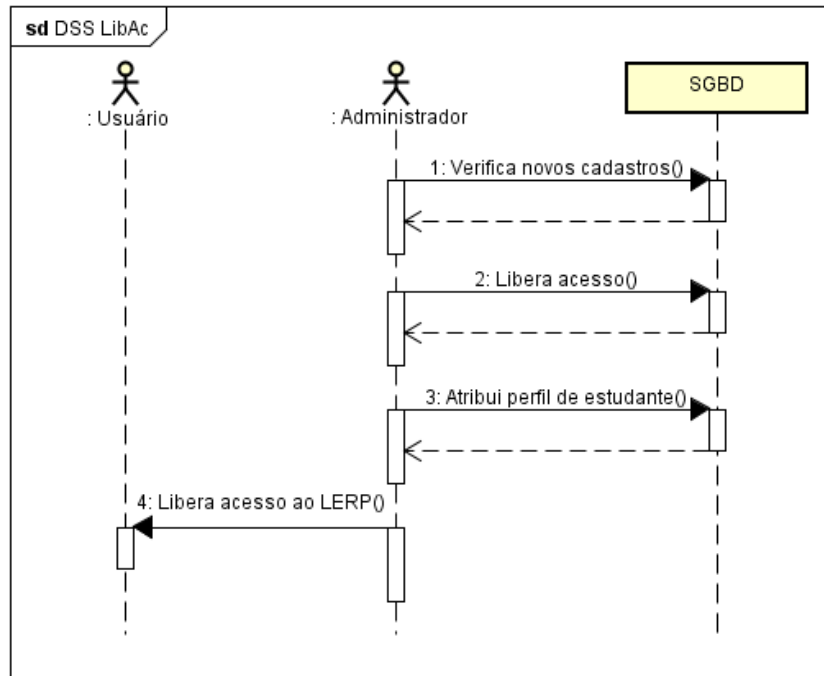 sd DSS LibAc
: Usuário
: Administrador
SGBD
1: Verifica novos cadastros()
2: Libera acesso()
3: Atribui perfil de estudante()
4: Libera acesso ao LERP()